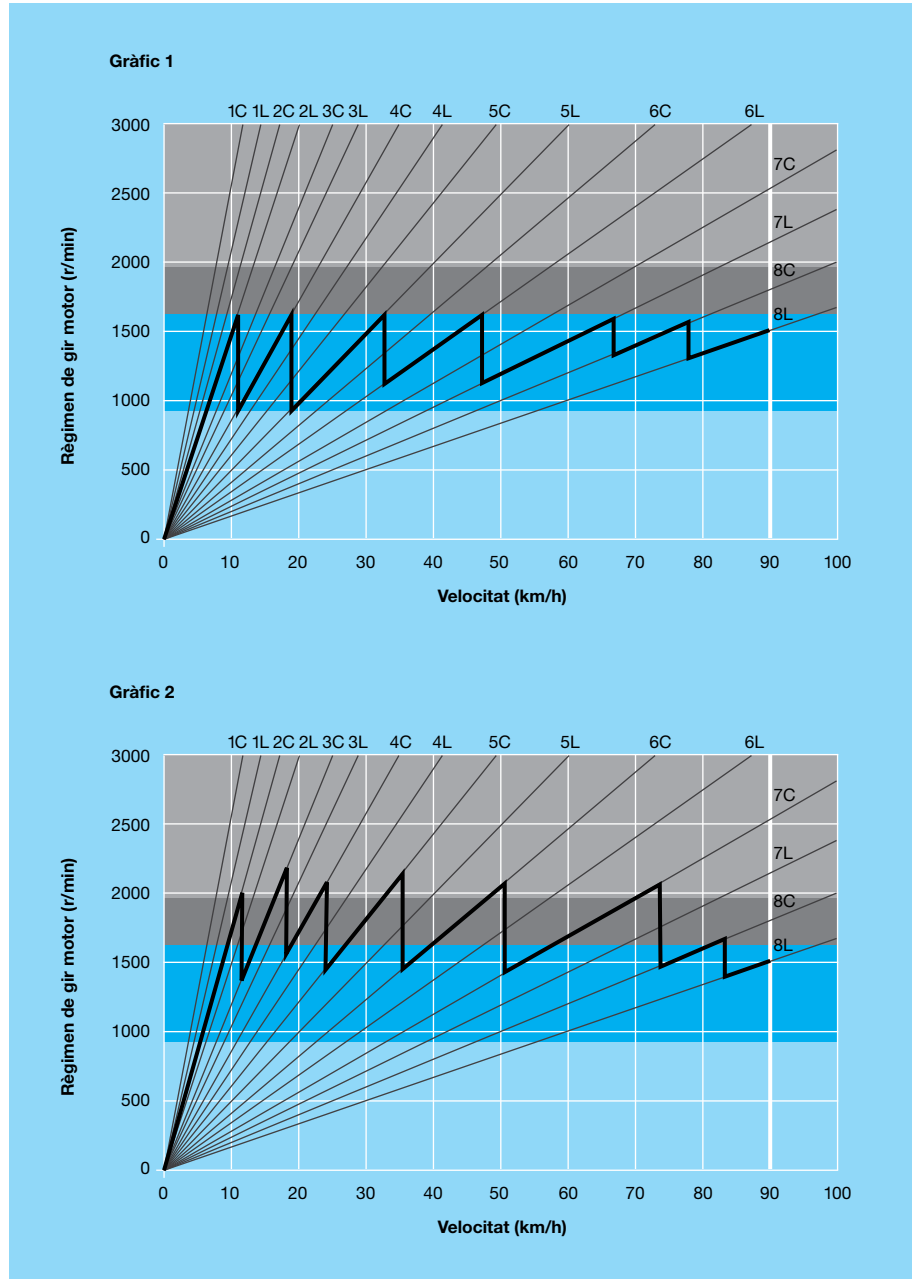 Gràfic 1
1C 1L 2C 2L 3C 3L 4C 4L 5C 5L 6C 6L
3000
7C
2500
7L
2000
8C
8L
1500
1000
500
0
Règimen de gir motor (r/min)
0 10 20 30 40 50 60 70 80 90 100
Velocitat (km/h)
Gràfic 2
1C 1L 2C 2L 3C 3L 4C 4L 5C 5L 6C 6L
3000
7C
2500
7L
2000
8C
8L
1500
1000
500
0
Règimen de gir motor (r/min)
0 10 20 30 40 50 60 70 80 90 100
Velocitat (km/h)